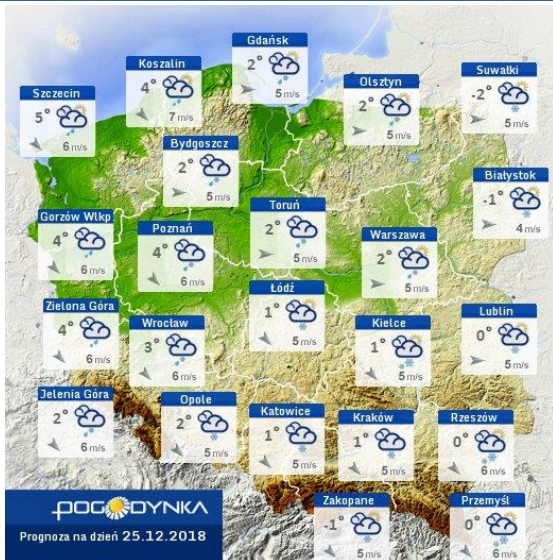 Gdańsk
2°
5 m/s
Koszalin
4°
7 m/s
Suwałki
-2°
5 m/s
Olsztyn
2°
5 m/s
Szczecin
5°
6 m/s
Bydgoszcz
2°
5 m/s
Białystok
-1°
4 m/s
Toruń
2°
5 m/s
Gorzów Wlkp
4°
6 m/s
Poznań
4°
6 m/s
Warszawa
2°
5 m/s
Łódź
1°
5 m/s
Zielona Góra
4°
6 m/s
Wrocław
3°
6 m/s
Kielce
1°
5 m/s
Lublin
0°
5 m/s
Jelenia Góra
2°
6 m/s
Opole
2°
5 m/s
Katowice
1°
5 m/s
Kraków
1°
5 m/s
Rzeszów
0°
6 m/s
Zakopane
-1°
5 m/s
Przemyśl
0°
6 m/s
POGODYNKA
Prognoza na dzień 25.12.2018